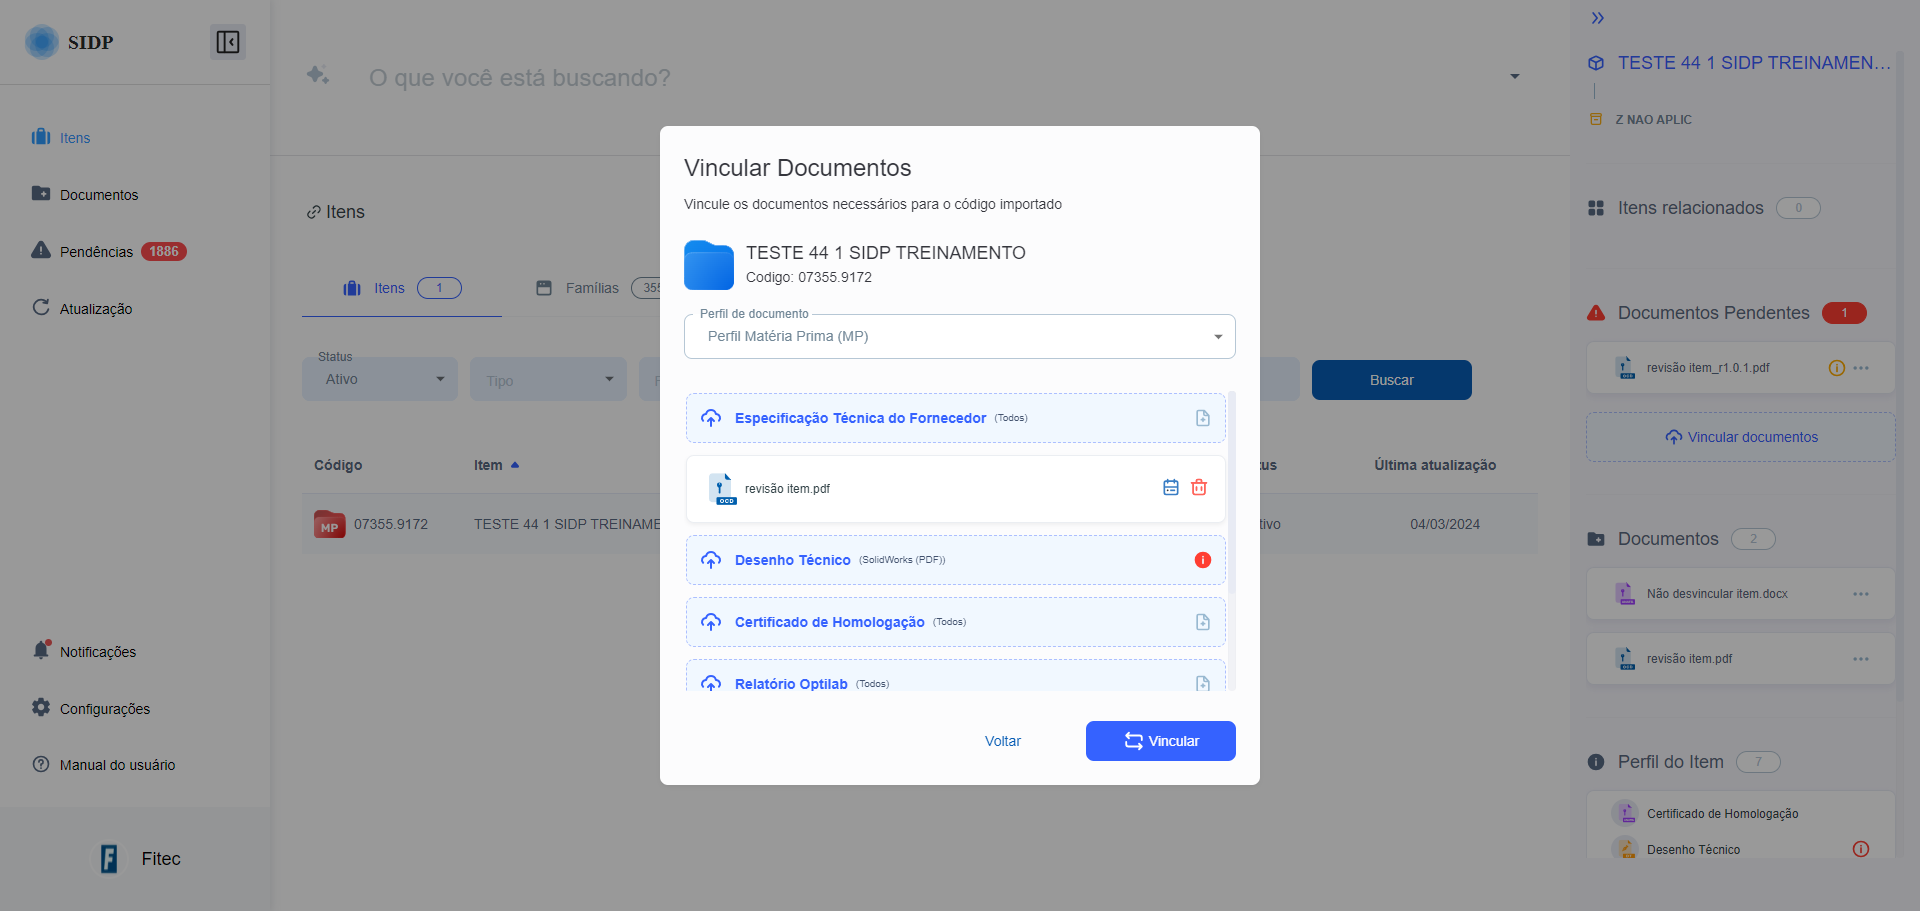 SIDP
Itens
Documentos
Pendências 1886
Atualização
Notificações
Configurações
Manual do usuário
Fitec
O que você está buscando?
Itens
Itens 1
Famílias 355
Status
Ativo
Tipo
Buscar
Código
Item
Última atualização
MP 07355.9172
TESTE 44 1 SIDP TREINAME
04/03/2024
Vincular Documentos
Vincule os documentos necessários para o código importado
TESTE 44 1 SIDP TREINAMENTO
Codigo: 07355.9172
Perfil de documento
Perfil Matéria Prima (MP)
Especificação Técnica do Fornecedor (Todos)
revisão item.pdf
Desenho Técnico (SolidWorks (PDF))
Certificado de Homologação (Todos)
Relatório Optilab (Todos)
Voltar
Vincular
TESTE 44 1 SIDP TREINAMEN...
Z NAO APLIC
Itens relacionados 0
Documentos Pendentes 1
revisão item_r1.0.1.pdf
Vincular documentos
Documentos 2
Não desvincular item.docx
revisão item.pdf
Perfil do Item 7
Certificado de Homologação
Desenho Técnico